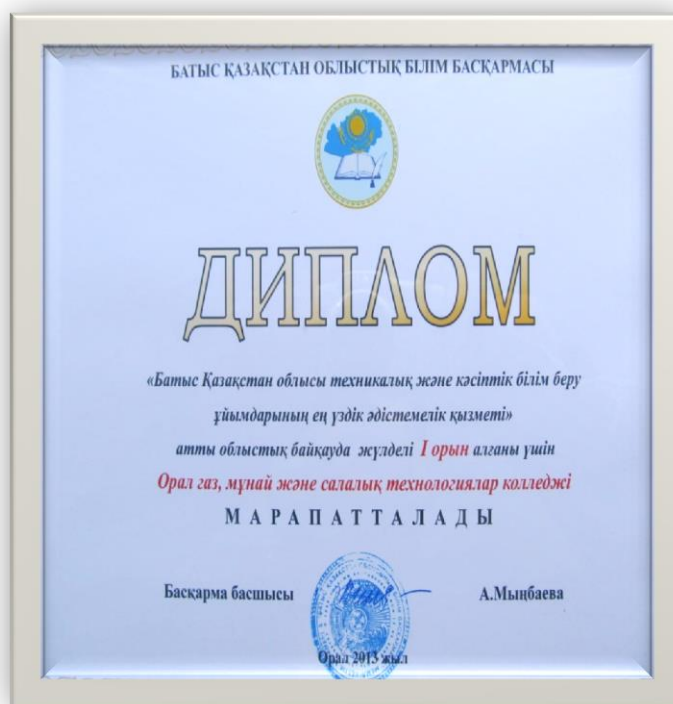 БАТЫС ҚАЗАҚСТАН ОБЛЫСТЫҚ БІЛІМ БАСҚАРМАСЫ
ДИПЛОМ
«Батыс Қазақстан облысы техникалық және кәсіптік білім беру
ұйымдарының ең үздік әдістемелік қызметі»
атты облыстық байқауда жүлделі I орын алғаны үшін
Орал газ, мұнай және салалық технологиялар колледжі
МАРАПАТТАЛАДЫ
Басқарма басшысы А.Мыңбаева
Орал 2013 жыл